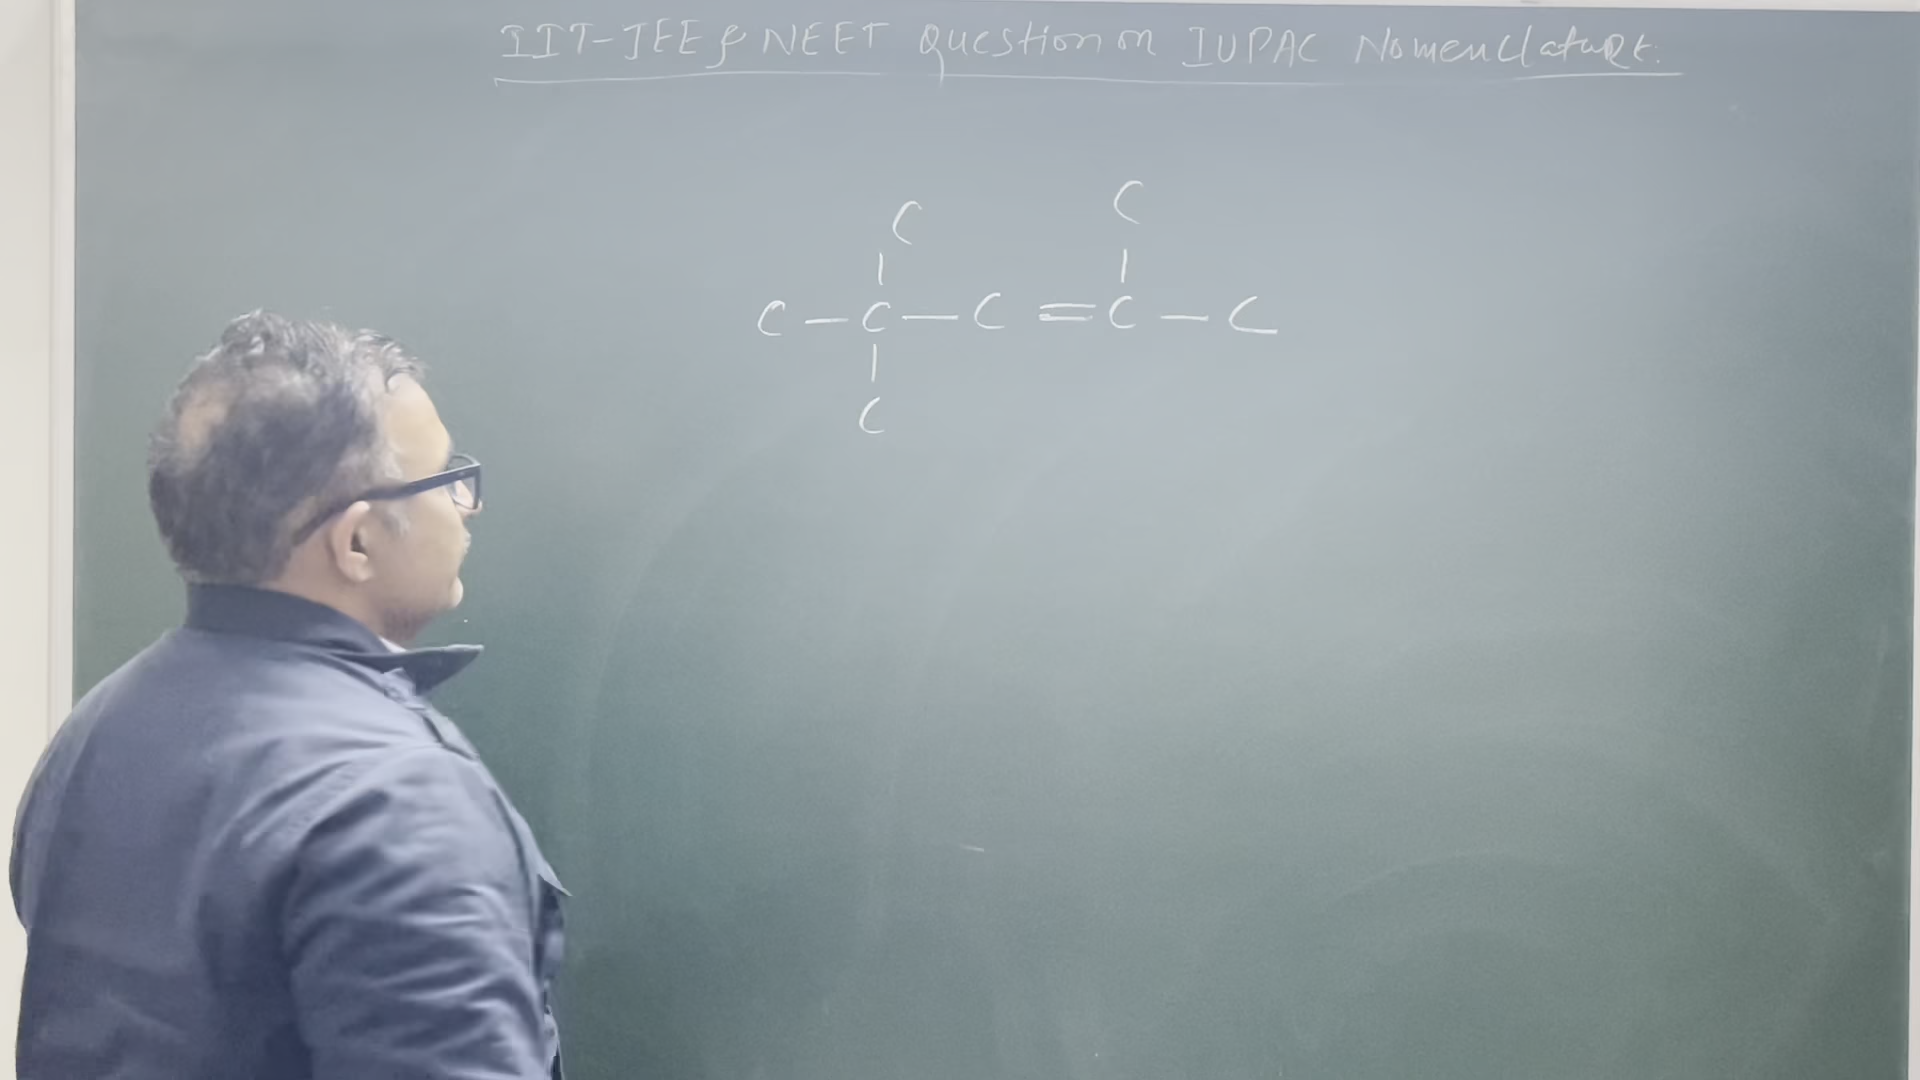 IIT-JEE & NEET Question on IUPAC Nomenclature.
C C
C - C - C = C - C
C